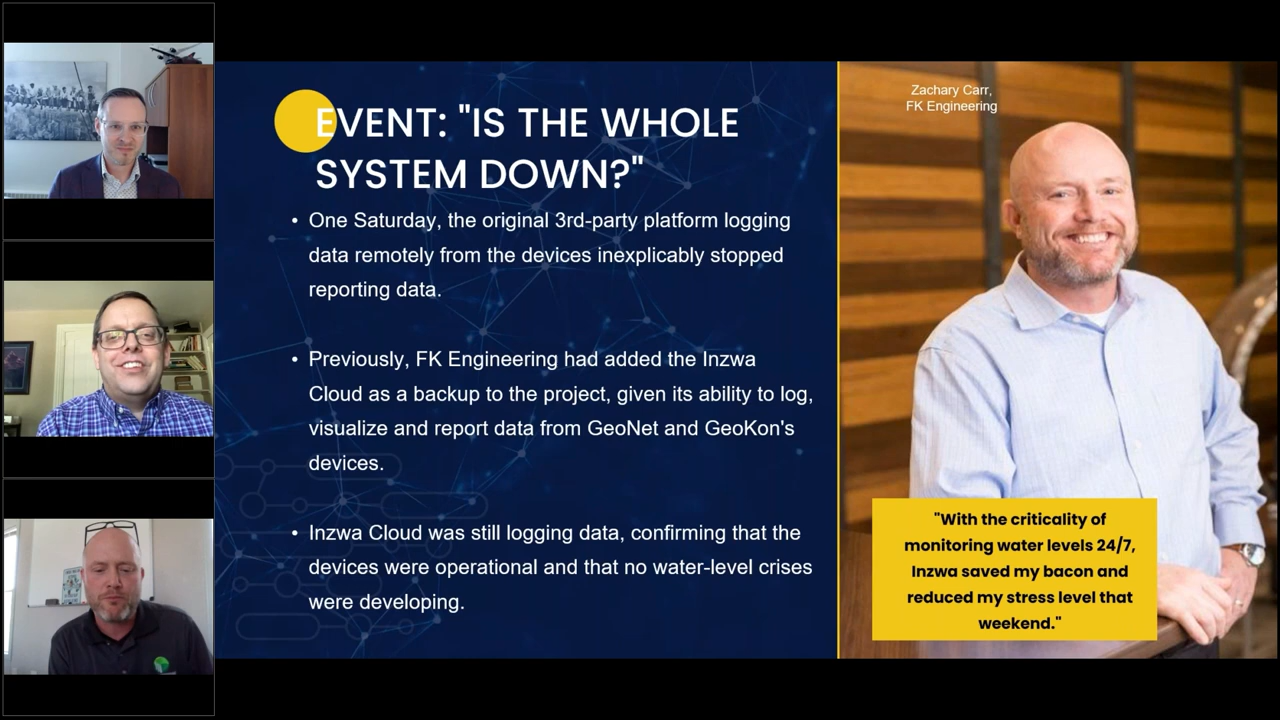 EVENT: "IS THE WHOLE
SYSTEM DOWN?"
• One Saturday, the original 3rd-party platform logging
data remotely from the devices inexplicably stopped
reporting data.
• Previously, FK Engineering had added the Inzwa
Cloud as a backup to the project, given its ability to log,
visualize and report data from GeoNet and GeoKon's
devices.
• Inzwa Cloud was still logging data, confirming that the
devices were operational and that no water-level crises
were developing.
Zachary Carr,
FK Engineering
"With the criticality of
monitoring water levels 24/7,
Inzwa saved my bacon and
reduced my stress level that
weekend."